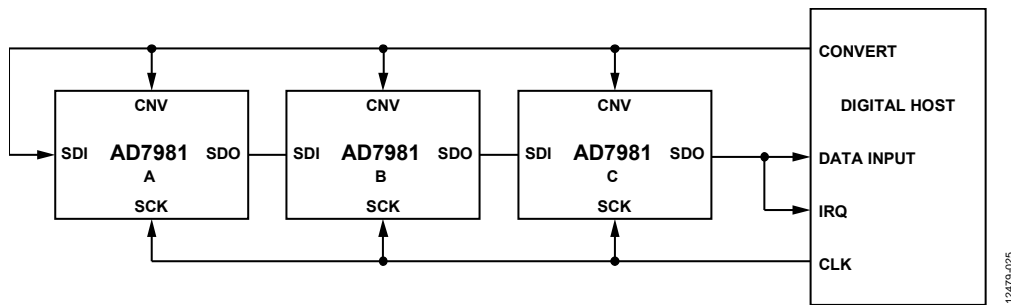 CONVERT
CNV CNV CNV
DIGITAL HOST
SDI AD7981 SDO SDI AD7981 SDO SDI AD7981 SDO DATA INPUT
A B C
SCK SCK SCK
IRQ
CLK
12479-025